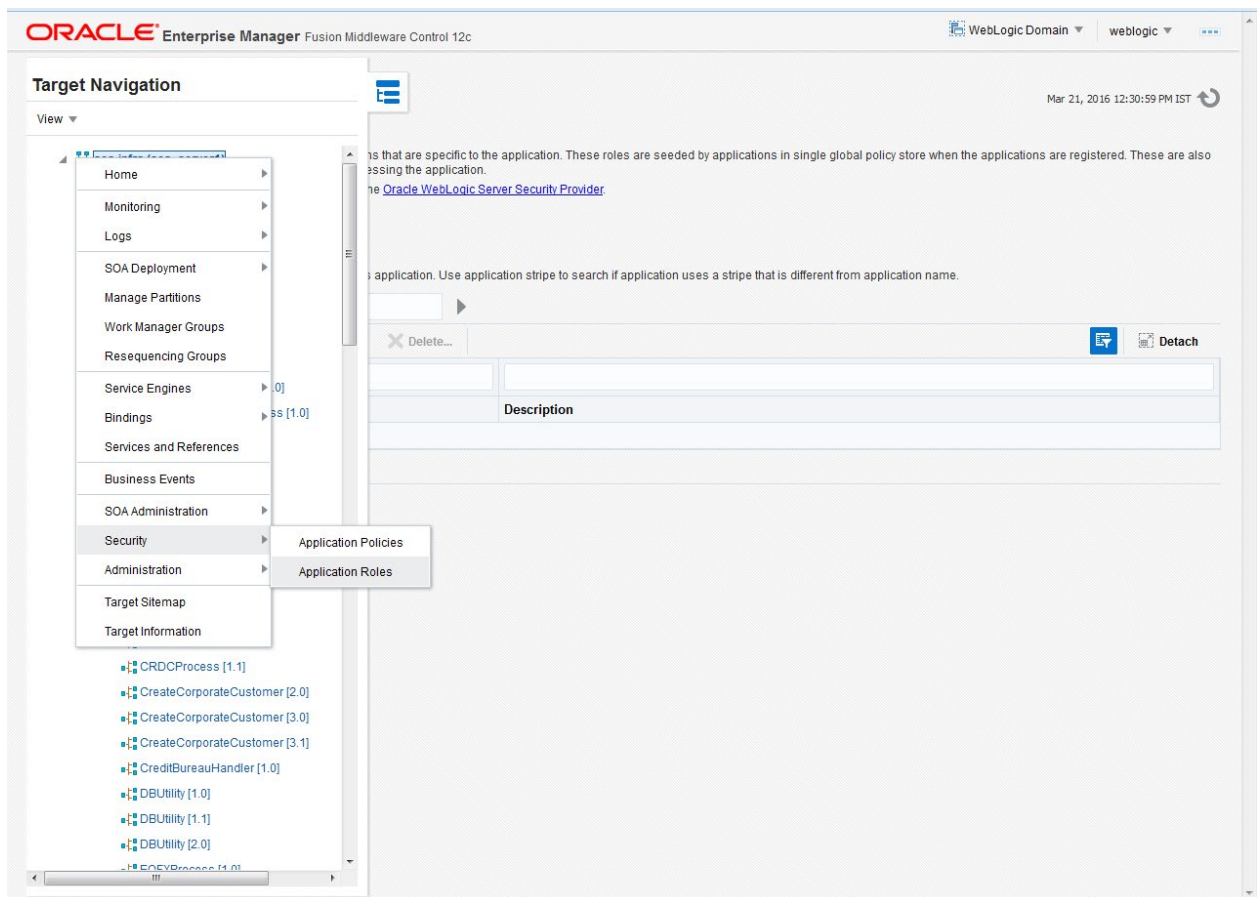 ORACLE Enterprise Manager Fusion Middleware Control 12c
WebLogic Domain
weblogic
Target Navigation
View
Mar 21, 2016 12:30:59 PM IST
Home
Monitoring
Logs
SOA Deployment
Manage Partitions
Work Manager Groups
Resequencing Groups
Service Engines
Bindings
Services and References
Business Events
SOA Administration
Security
Administration
Target Sitemap
Target Information
Application Policies
Application Roles
.0]
ss [1.0]
CRDCProcess [1.1]
CreateCorporateCustomer [2.0]
CreateCorporateCustomer [3.0]
CreateCorporateCustomer [3.1]
CreditBureauHandler [1.0]
DBUtility [1.0]
DBUtility [1.1]
DBUtility [2.0]
ns that are specific to the application. These roles are seeded by applications in single global policy store when the applications are registered. These are also
essing the application.
he Oracle WebLogic Server Security Provider.
s application. Use application stripe to search if application uses a stripe that is different from application name.
Delete...
Detach
Description